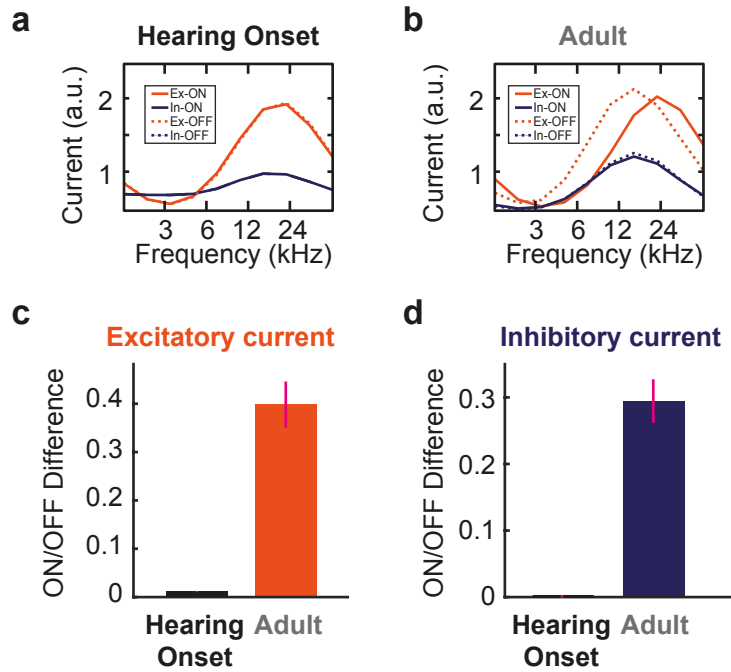 a
Hearing Onset
Current (a.u.)
2
1
Ex-ON
In-ON
Ex-OFF
In-OFF
3 6 12 24
Frequency (kHz)
b
Adult
Current (a.u.)
2
1
Ex-ON
In-ON
Ex-OFF
In-OFF
3 6 12 24
Frequency (kHz)
c
Excitatory current
ON/OFF Difference
0.4
0.2
0.1
0
Hearing
Onset
Adult
d
Inhibitory current
ON/OFF Difference
0.3
0.2
0.1
0
Hearing
Onset
Adult